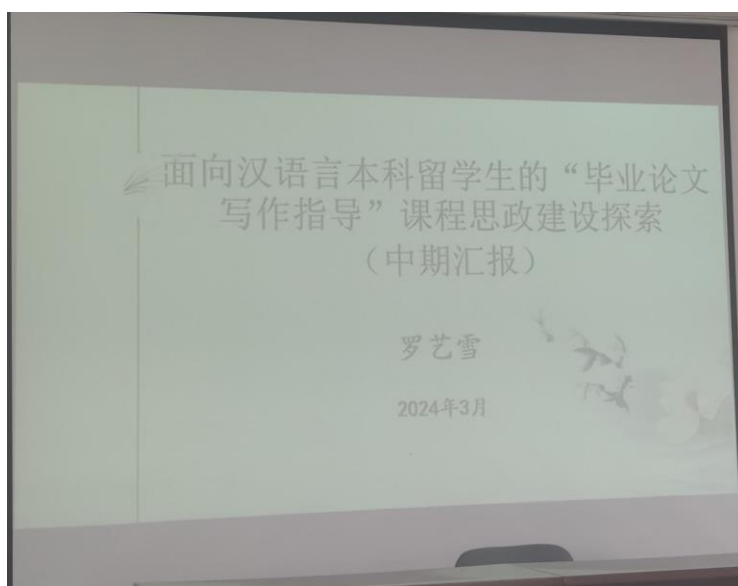 面向汉语言本科留学生的“毕业论文
写作指导”课程思政建设探索
（中期汇报）
罗艺雪
2024年3月